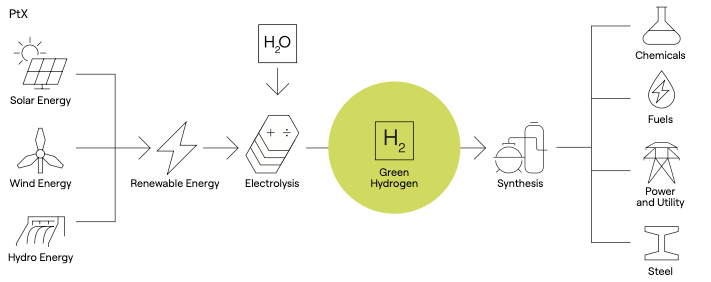 PtX
H2O
Solar Energy
Wind Energy
Hydro Energy
Renewable Energy
+ ÷
Electrolysis
H2
Green
Hydrogen
Synthesis
Chemicals
Fuels
Power
and Utility
Steel